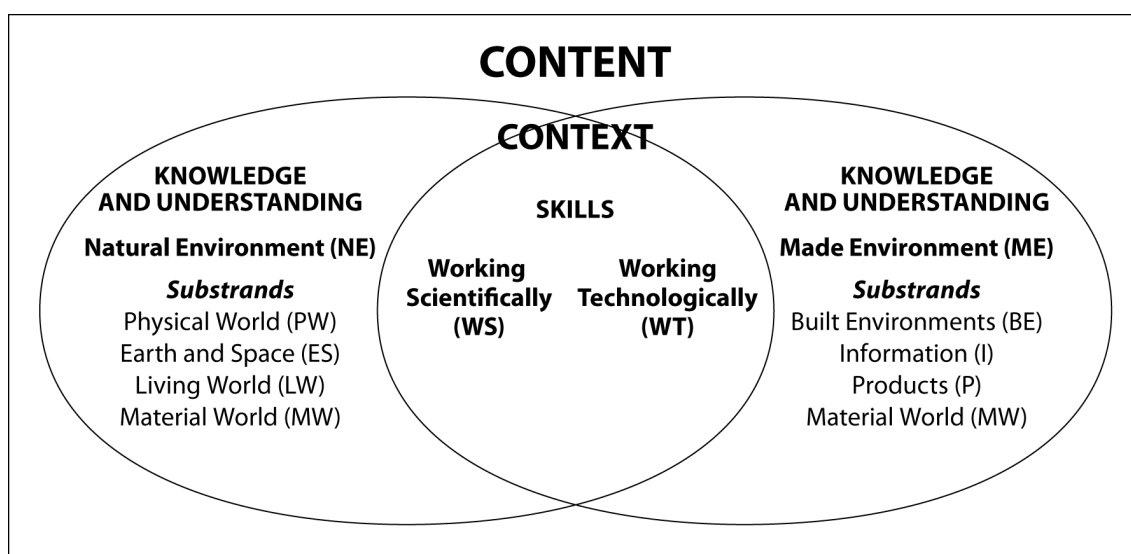 CONTENT
CONTEXT
KNOWLEDGE
AND UNDERSTANDING
Natural Environment (NE)
Substrands
Physical World (PW)
Earth and Space (ES)
Living World (LW)
Material World (MW)
SKILLS
Working
Scientifically
(WS)
Working
Technologically
(WT)
KNOWLEDGE
AND UNDERSTANDING
Made Environment (ME)
Substrands
Built Environments (BE)
Information (I)
Products (P)
Material World (MW)